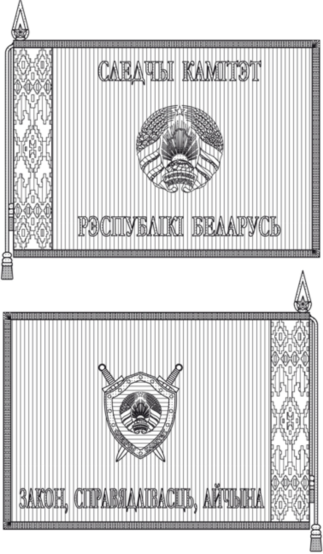 СЛЕДЧЫ КАМІТЭТ
РЭСПУБЛІКІ БЕЛАРУСЬ
ЗАКОН, СПРАВЯДЛІВАСЦЬ, АЙЧЫНА